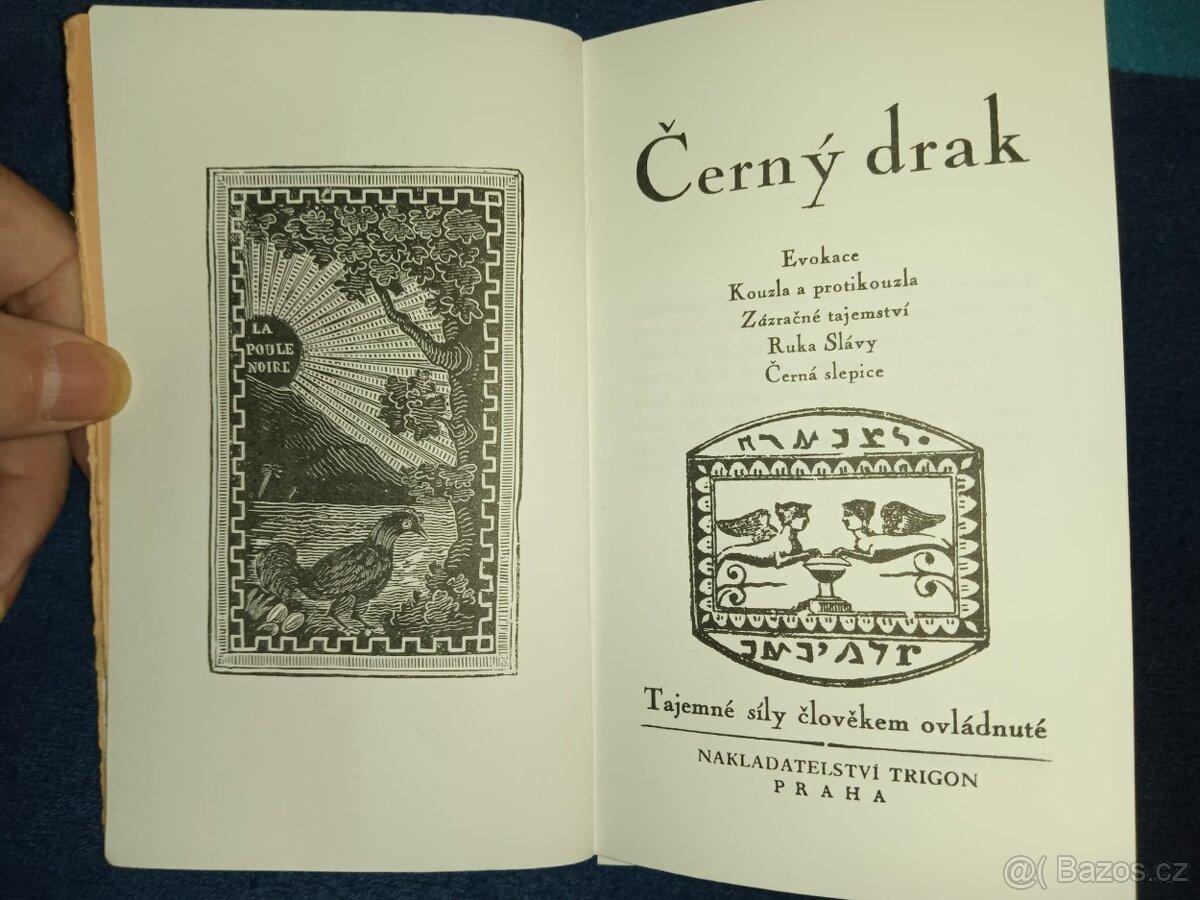 LA
POULE
NOIRE
Černý drak
Evokace
Kouzla a protikouzla
Zázračné tajemství
Ruka Slávy
Černá slepice
Tajemné síly člověkem ovládnuté
NAKLADATELSTVÍ TRIGON
PRAHA
@( Bazos.cz